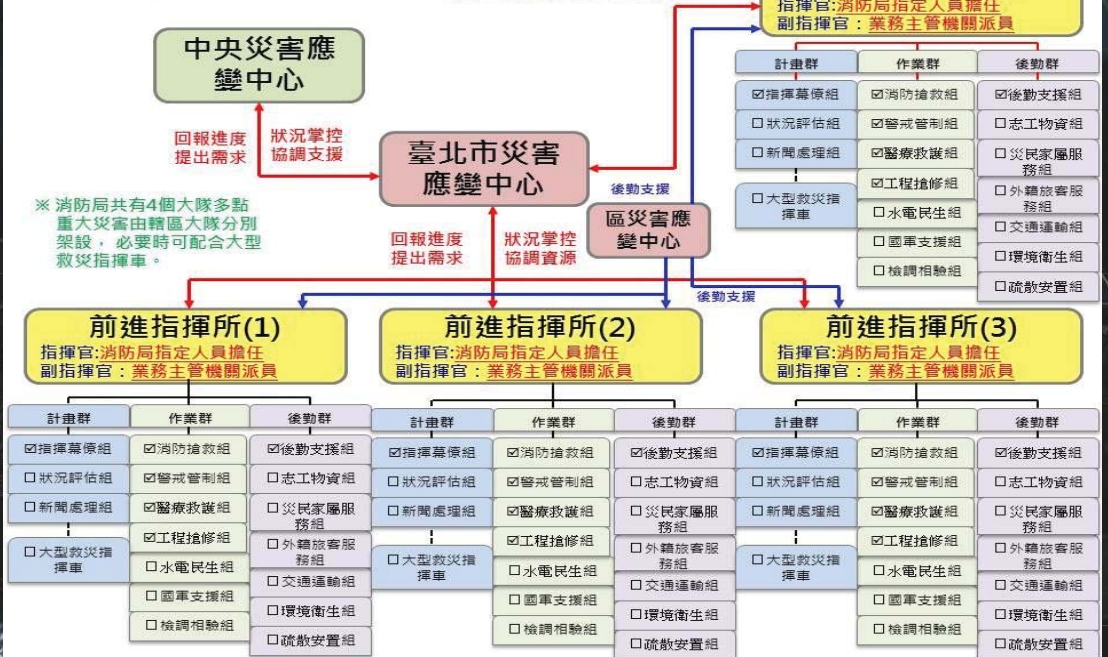 指揮官:消防局指定人員擔任
副指揮官：業務主管機關派員
計畫群
作業群
後勤群
☑指揮幕僚組
☐狀況評估組
☐新聞處理組
☐大型救災指
揮車
☑消防搶救組
☑警戒管制組
☑醫療救護組
☑工程搶修組
☐水電民生組
☐國軍支援組
☐檢調相驗組
☑後勤支援組
☐志工物資組
☐災民家屬服
務組
☐外籍旅客服
務組
☐交通運輸組
☐環境衛生組
☐疏散安置組
中央災害應
變中心
回報進度
提出需求
狀況掌控
協調支援
臺北市災害
應變中心
後勤支援
區災害應
變中心
※ 消防局共有4個大隊多點
重大災害由轄區大隊分別
架設， 必要時可配合大型
救災指揮車。
回報進度
提出需求
狀況掌控
協調資源
後勤支援
前進指揮所(1)
指揮官:消防局指定人員擔任
副指揮官：業務主管機關派員
計畫群
作業群
後勤群
☑指揮幕僚組
☐狀況評估組
☐新聞處理組
☐大型救災指
揮車
☑消防搶救組
☑警戒管制組
☑醫療救護組
☑工程搶修組
☐水電民生組
☐國軍支援組
☐檢調相驗組
☑後勤支援組
☐志工物資組
☐災民家屬服
務組
☐外籍旅客服
務組
☐交通運輸組
☐環境衛生組
☐疏散安置組
前進指揮所(2)
指揮官:消防局指定人員擔任
副指揮官：業務主管機關派員
計畫群
作業群
後勤群
☑指揮幕僚組
☐狀況評估組
☐新聞處理組
☐大型救災指
揮車
☑消防搶救組
☑警戒管制組
☑醫療救護組
☑工程搶修組
☐水電民生組
☐國軍支援組
☐檢調相驗組
☑後勤支援組
☐志工物資組
☐災民家屬服
務組
☐外籍旅客服
務組
☐交通運輸組
☐環境衛生組
☐疏散安置組
前進指揮所(3)
指揮官:消防局指定人員擔任
副指揮官：業務主管機關派員
計畫群
作業群
後勤群
☑指揮幕僚組
☐狀況評估組
☐新聞處理組
☐大型救災指
揮車
☑消防搶救組
☑警戒管制組
☑醫療救護組
☑工程搶修組
☐水電民生組
☐國軍支援組
☐檢調相驗組
☑後勤支援組
☐志工物資組
☐災民家屬服
務組
☐外籍旅客服
務組
☐交通運輸組
☐環境衛生組
☐疏散安置組